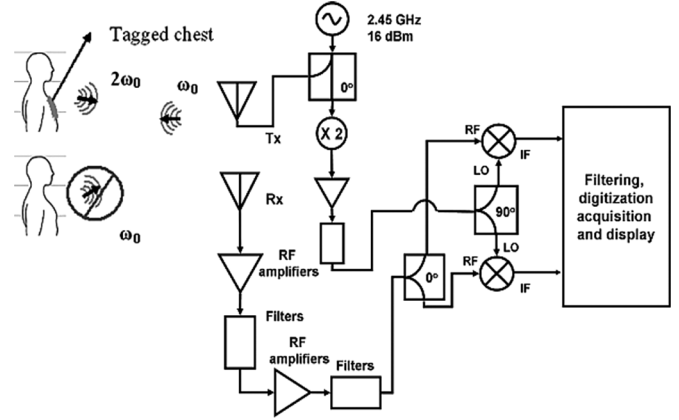 2.45 GHz
16 dBm
Tagged chest
2ω₀
ω₀
0°
Tx
X 2
RF
IF
LO
Filtering,
digitization
acquisition
and display
Rx
90°
ω₀
LO
RF
RF
amplifiers
0°
IF
Filters
RF
amplifiers
Filters